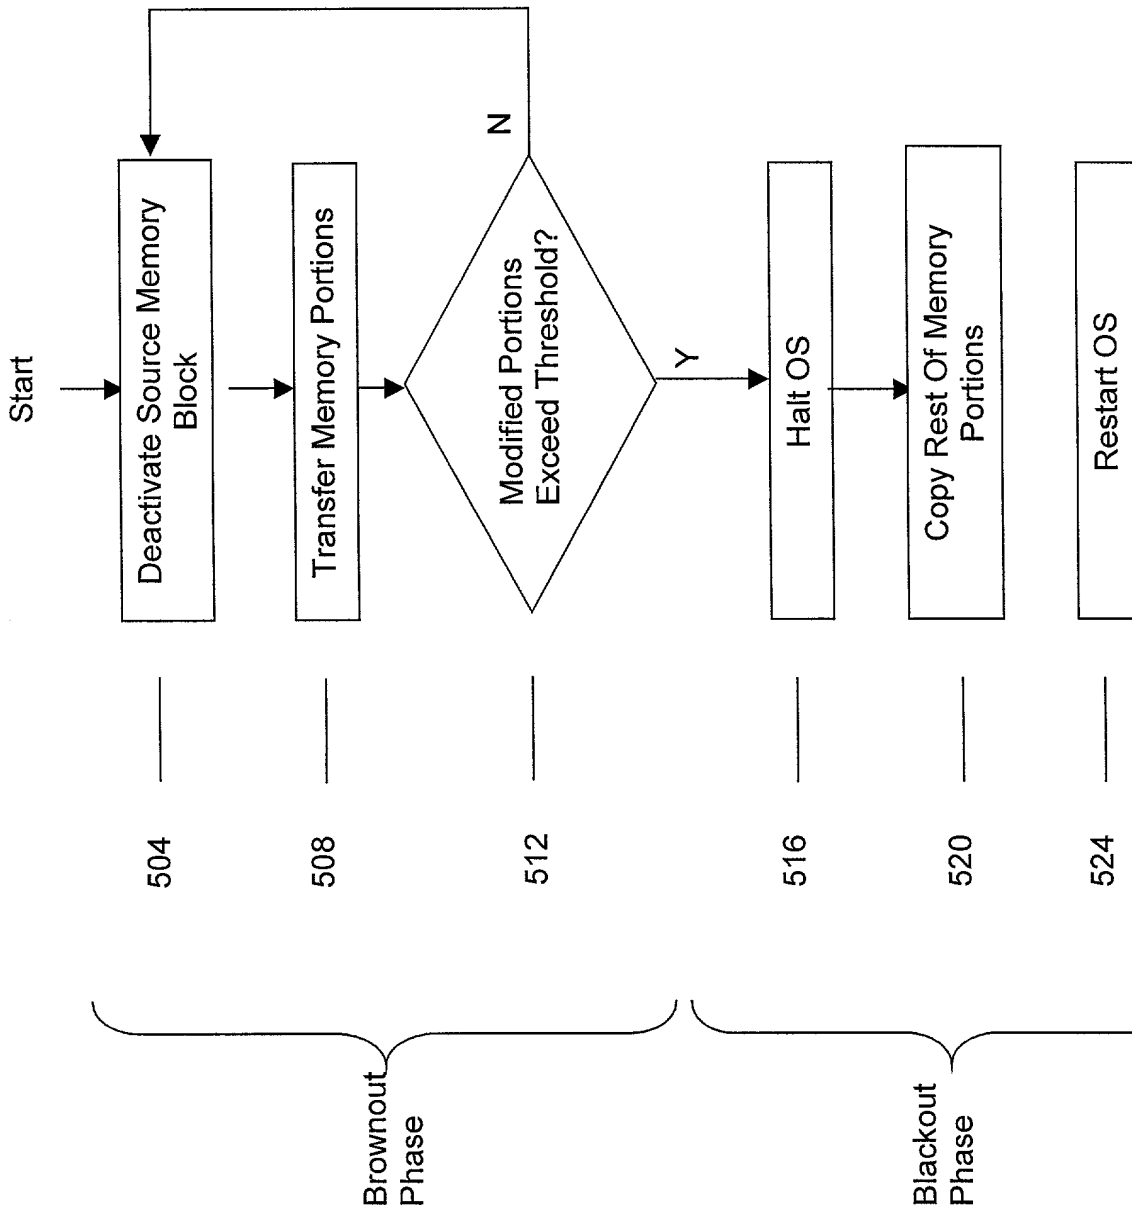 Start
Deactivate Source Memory
Block
504
Transfer Memory Portions
508
Modified Portions
Exceed Threshold?
N
512
Brownout
Phase
Y
Halt OS
516
Copy Rest Of Memory
Portions
520
Restart OS
524
Blackout
Phase